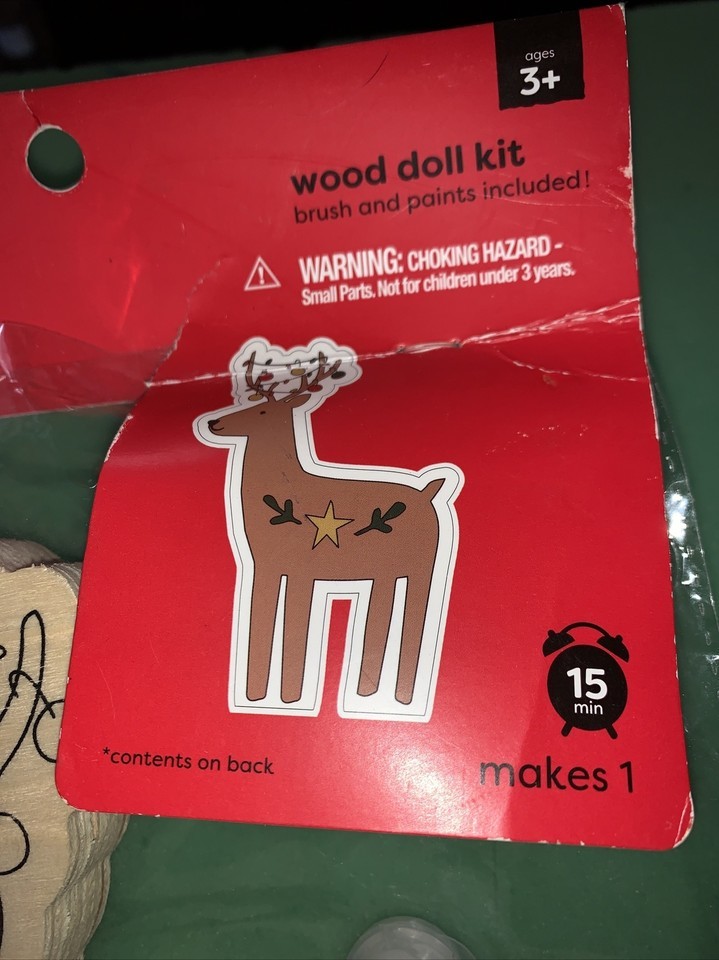 ages
3+
wood doll kit
brush and paints included!
WARNING: CHOKING HAZARD -
Small Parts. Not for children under 3 years.
15
min
*contents on back
makes 1